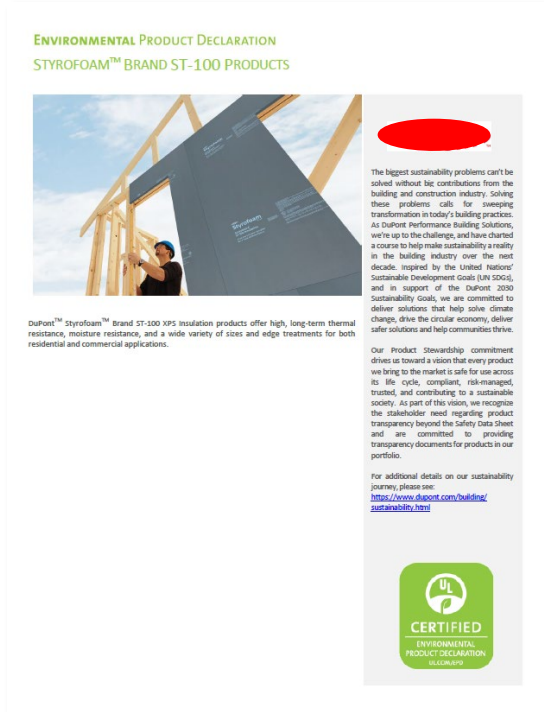 ENVIRONMENTAL PRODUCT DECLARATION
STYROFOAM™ BRAND ST-100 PRODUCTS
DuPont™ Styrofoam™ Brand ST-100 XPS Insulation products offer high, long-term thermal
resistance, moisture resistance, and a wide variety of sizes and edge treatments for both
residential and commercial applications.
Styrofoam
Styrofoam
The biggest sustainability problems can't be
solved without big contributions from the
building and construction industry. Solving
these problems calls for sweeping
transformation in today's building practices.
As DuPont Performance Building Solutions,
we're up to the challenge, and have charted
a course to help make sustainability a reality
in the building industry over the next
decade. Inspired by the United Nations'
Sustainable Development Goals (UN SDGs),
and in support of the DuPont 2030
Sustainability Goals, we are committed to
deliver solutions that help solve climate
change, drive the circular economy, deliver
safer solutions and help communities thrive.
Our Product Stewardship commitment
drives us toward a vision that every product
we bring to the market is safe for use across
its life cycle, compliant, risk-managed,
trusted, and contributing to a sustainable
society. As part of this vision, we recognize
the stakeholder need regarding product
transparency beyond the Safety Data Sheet
and are committed to providing
transparency documents for products in our
portfolio.
For additional details on our sustainability
journey, please see:
https://www.dupont.com/building/
sustainability.html
UL
CERTIFIED
ENVIRONMENTAL
PRODUCT DECLARATION
UL.COM/EPD